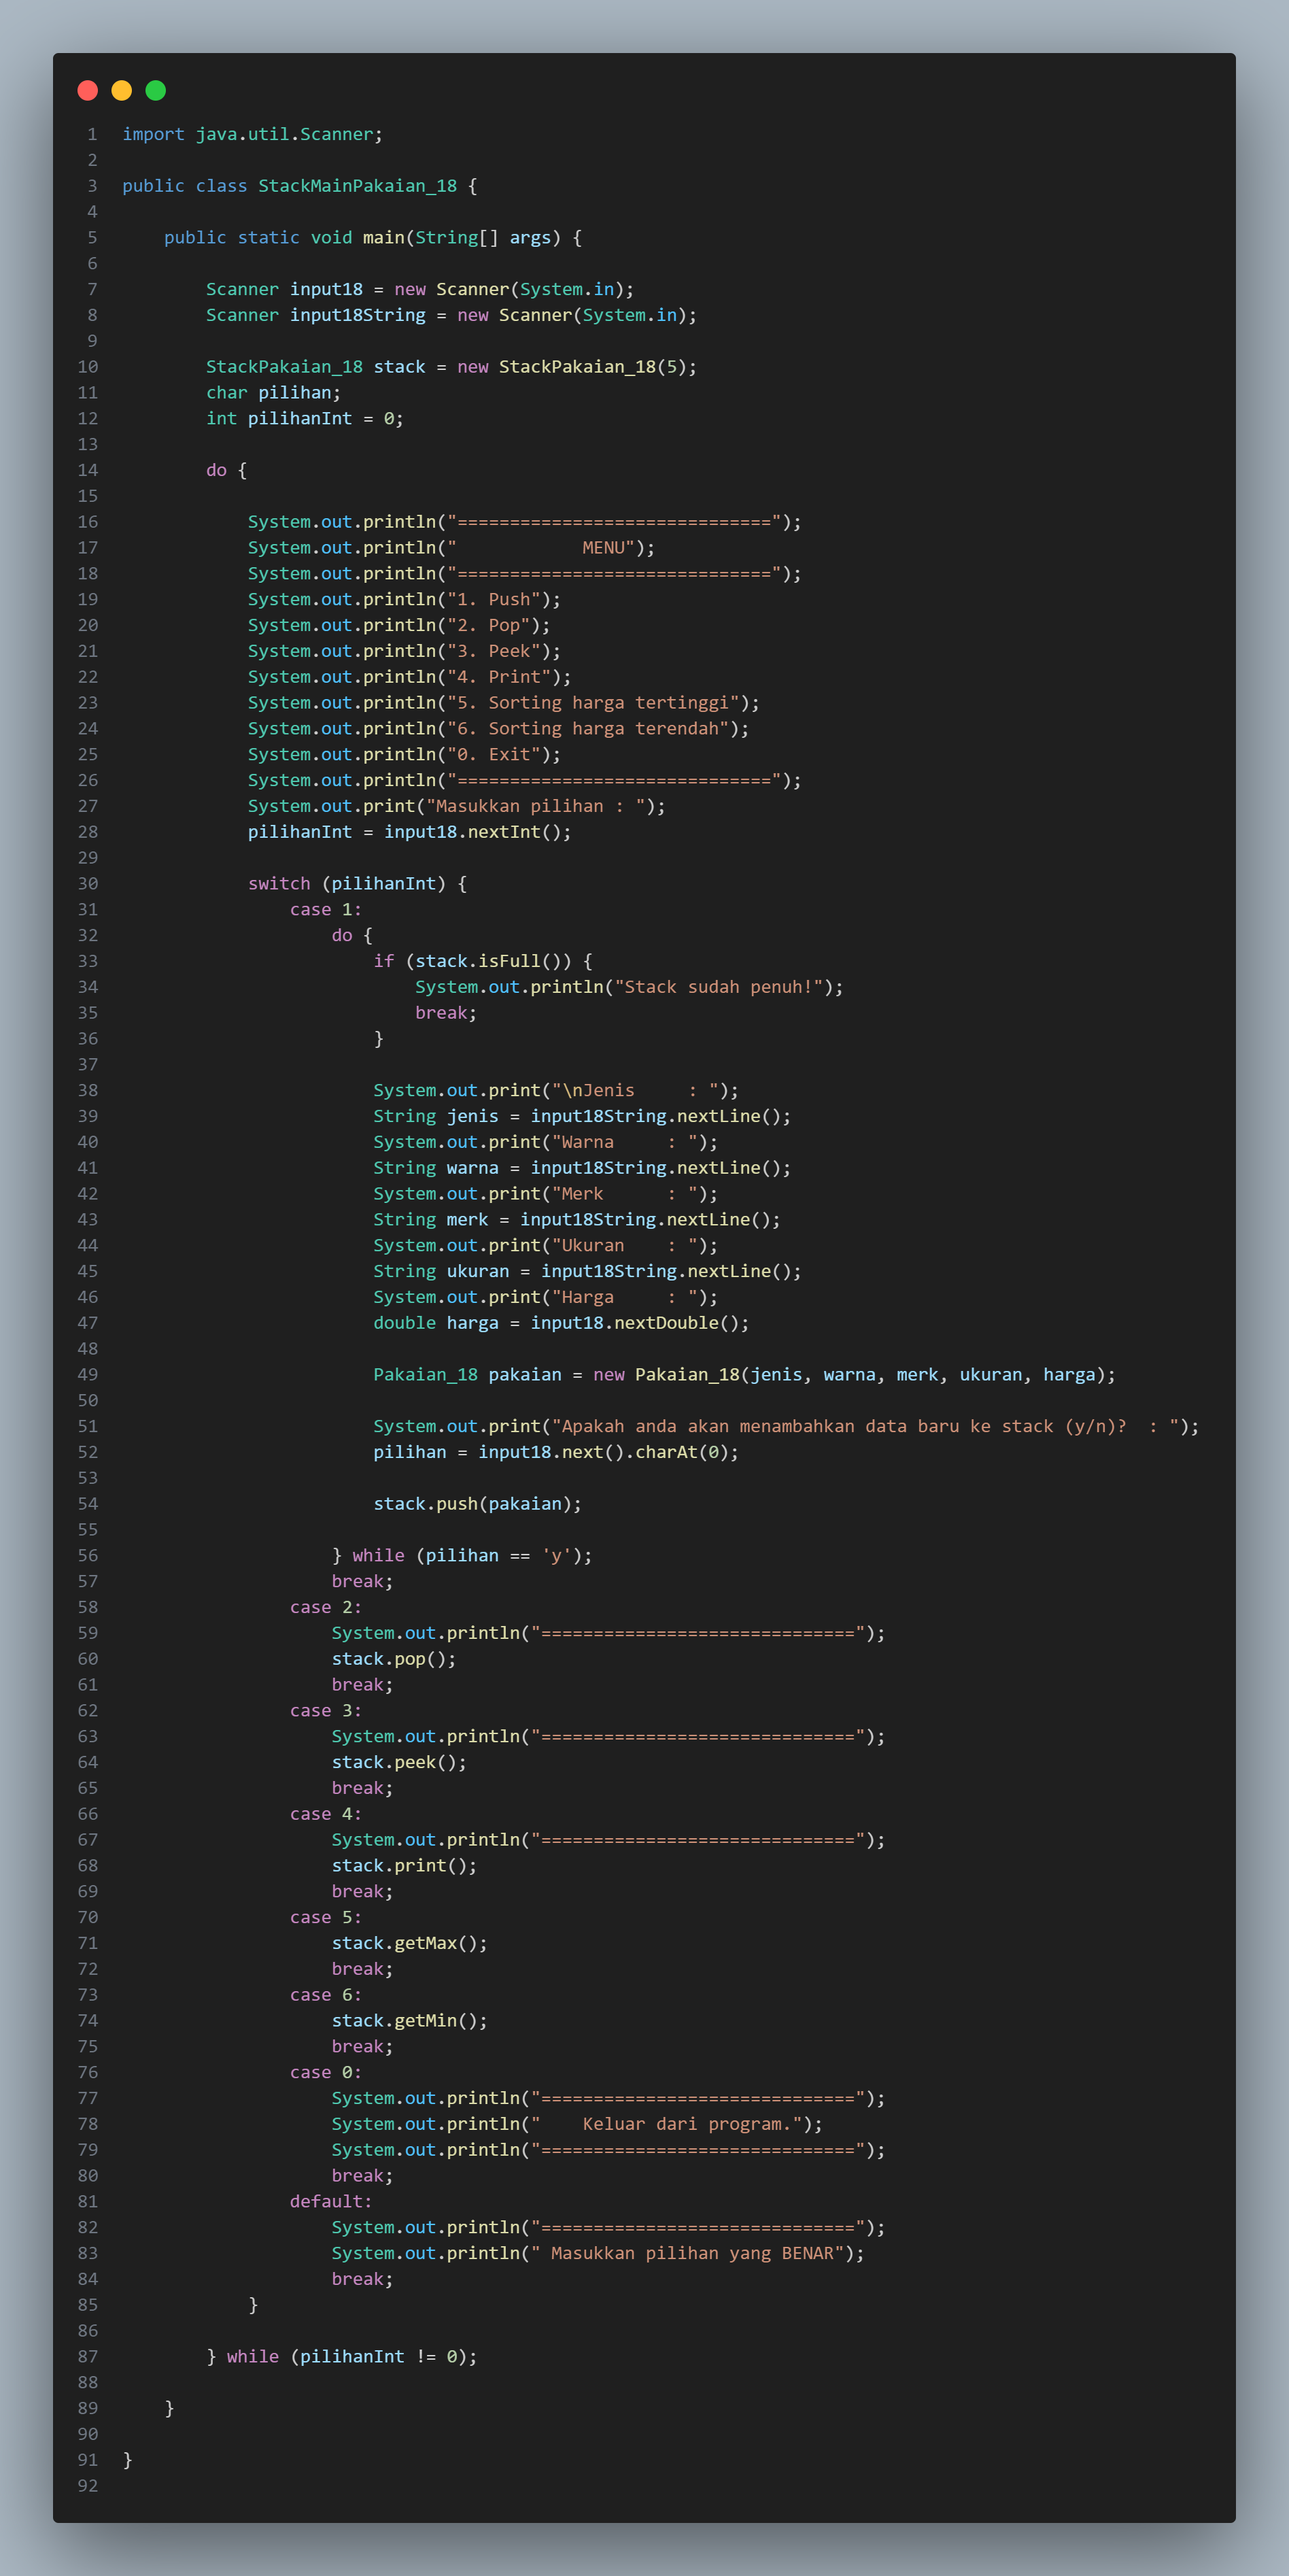 1 import java.util.Scanner;
2
3 public class StackMainPakaian_18 {
4
5     public static void main(String[] args) {
6
7         Scanner input18 = new Scanner(System.in);
8         Scanner input18String = new Scanner(System.in);
9
10         StackPakaian_18 stack = new StackPakaian_18(5);
11         char pilihan;
12         int pilihanInt = 0;
13
14         do {
15
16             System.out.println("==============================");
17             System.out.println("            MENU");
18             System.out.println("==============================");
19             System.out.println("1. Push");
20             System.out.println("2. Pop");
21             System.out.println("3. Peek");
22             System.out.println("4. Print");
23             System.out.println("5. Sorting harga tertinggi");
24             System.out.println("6. Sorting harga terendah");
25             System.out.println("0. Exit");
26             System.out.println("==============================");
27             System.out.print("Masukkan pilihan : ");
28             pilihanInt = input18.nextInt();
29
30             switch (pilihanInt) {
31                 case 1:
32                     do {
33                         if (stack.isFull()) {
34                             System.out.println("Stack sudah penuh!");
35                             break;
36                         }
37
38                         System.out.print("\nJenis     : ");
39                         String jenis = input18String.nextLine();
40                         System.out.print("Warna     : ");
41                         String warna = input18String.nextLine();
42                         System.out.print("Merk      : ");
43                         String merk = input18String.nextLine();
44                         System.out.print("Ukuran    : ");
45                         String ukuran = input18String.nextLine();
46                         System.out.print("Harga     : ");
47                         double harga = input18.nextDouble();
48
49                         Pakaian_18 pakaian = new Pakaian_18(jenis, warna, merk, ukuran, harga);
50
51                         System.out.print("Apakah anda akan menambahkan data baru ke stack (y/n)?  : ");
52                         pilihan = input18.next().charAt(0);
53
54                         stack.push(pakaian);
55
56                     } while (pilihan == 'y');
57                     break;
58                 case 2:
59                     System.out.println("==============================");
60                     stack.pop();
61                     break;
62                 case 3:
63                     System.out.println("==============================");
64                     stack.peek();
65                     break;
66                 case 4:
67                     System.out.println("==============================");
68                     stack.print();
69                     break;
70                 case 5:
71                     stack.getMax();
72                     break;
73                 case 6:
74                     stack.getMin();
75                     break;
76                 case 0:
77                     System.out.println("==============================");
78                     System.out.println("    Keluar dari program.");
79                     System.out.println("==============================");
80                     break;
81                 default:
82                     System.out.println("==============================");
83                     System.out.println(" Masukkan pilihan yang BENAR");
84                     break;
85             }
86
87         } while (pilihanInt != 0);
88
89     }
90
91 }
92